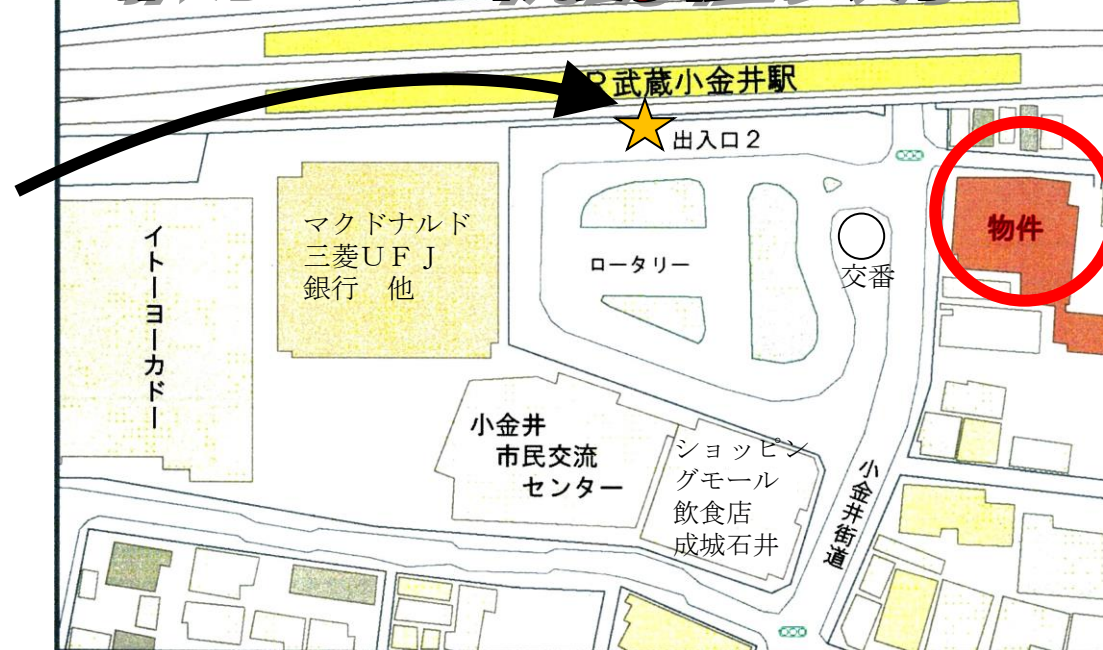 武蔵小金井駅
出入口２
マクドナルド
三菱ＵＦＪ
銀行　他
イトーヨーカドー
ロータリー
交番
物件
小金井
市民交流
センター
ショッピン
グモール
飲食店
成城石井
小金井街道